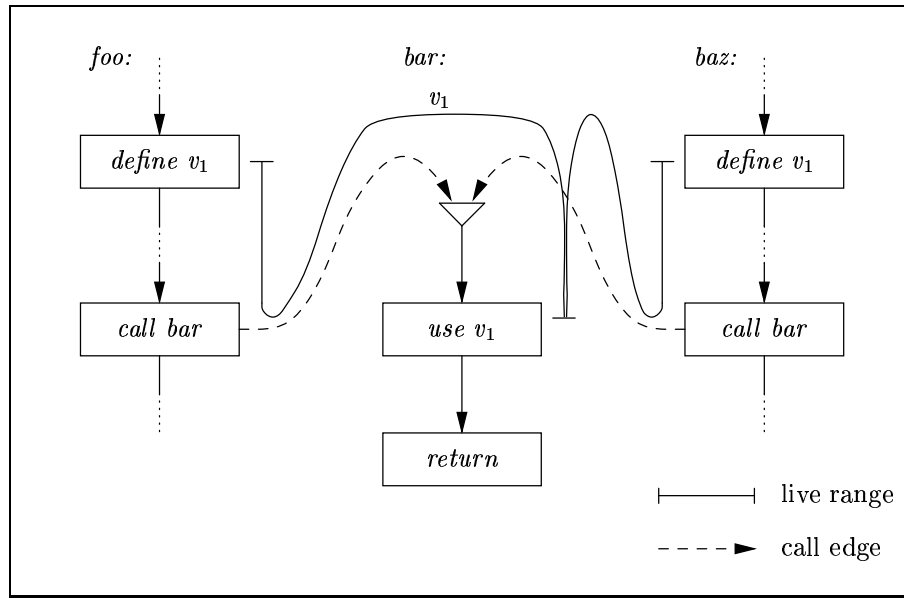 foo: bar: baz:
v1
define v1 define v1
call bar use v1 call bar
return
live range
call edge